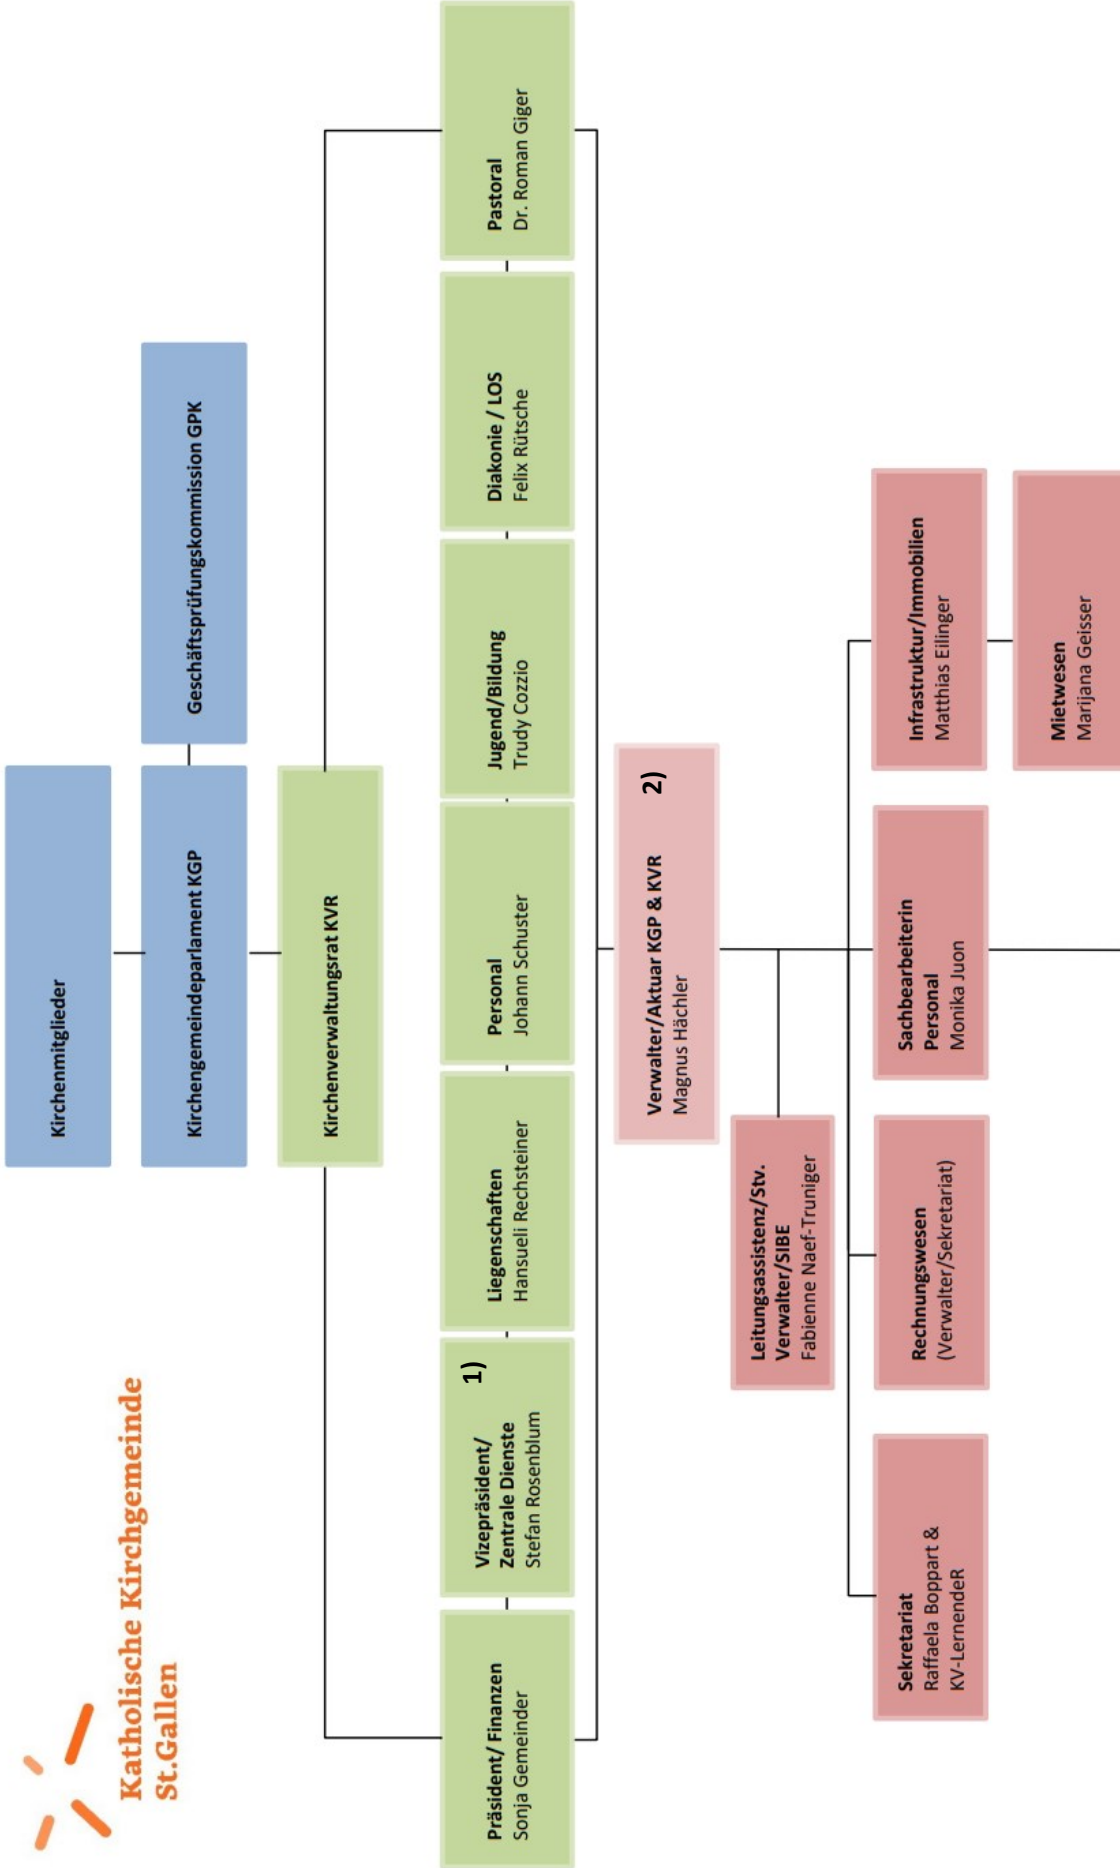 Katholische Kirchgemeinde
St.Gallen
Kirchenmitglieder
Kirchengemeindeparlament KGP
Geschäftsprüfungskommission GPK
Kirchenverwaltungsrat KVR
Präsident/ Finanzen
Sonja Gemeinder
1)
Vizepräsident/
Zentrale Dienste
Stefan Rosenblum
Liegenschaften
Hansueli Rechsteiner
Personal
Johann Schuster
Jugend/Bildung
Trudy Cozzio
Diakonie / LOS
Felix Rütsche
Pastoral
Dr. Roman Giger
2)
Verwalter/Aktuar KGP & KVR
Magnus Hächler
Leitungsassistenz/Stv.
Verwalter/SIBE
Fabienne Naef-Truniger
Sekretariat
Raffaela Boppart &
KV-LernendeR
Rechnungswesen
(Verwalter/Sekretariat)
Sachbearbeiterin
Personal
Monika Juon
Infrastruktur/Immobilien
Matthias Eilinger
Mietwesen
Marijana Geisser